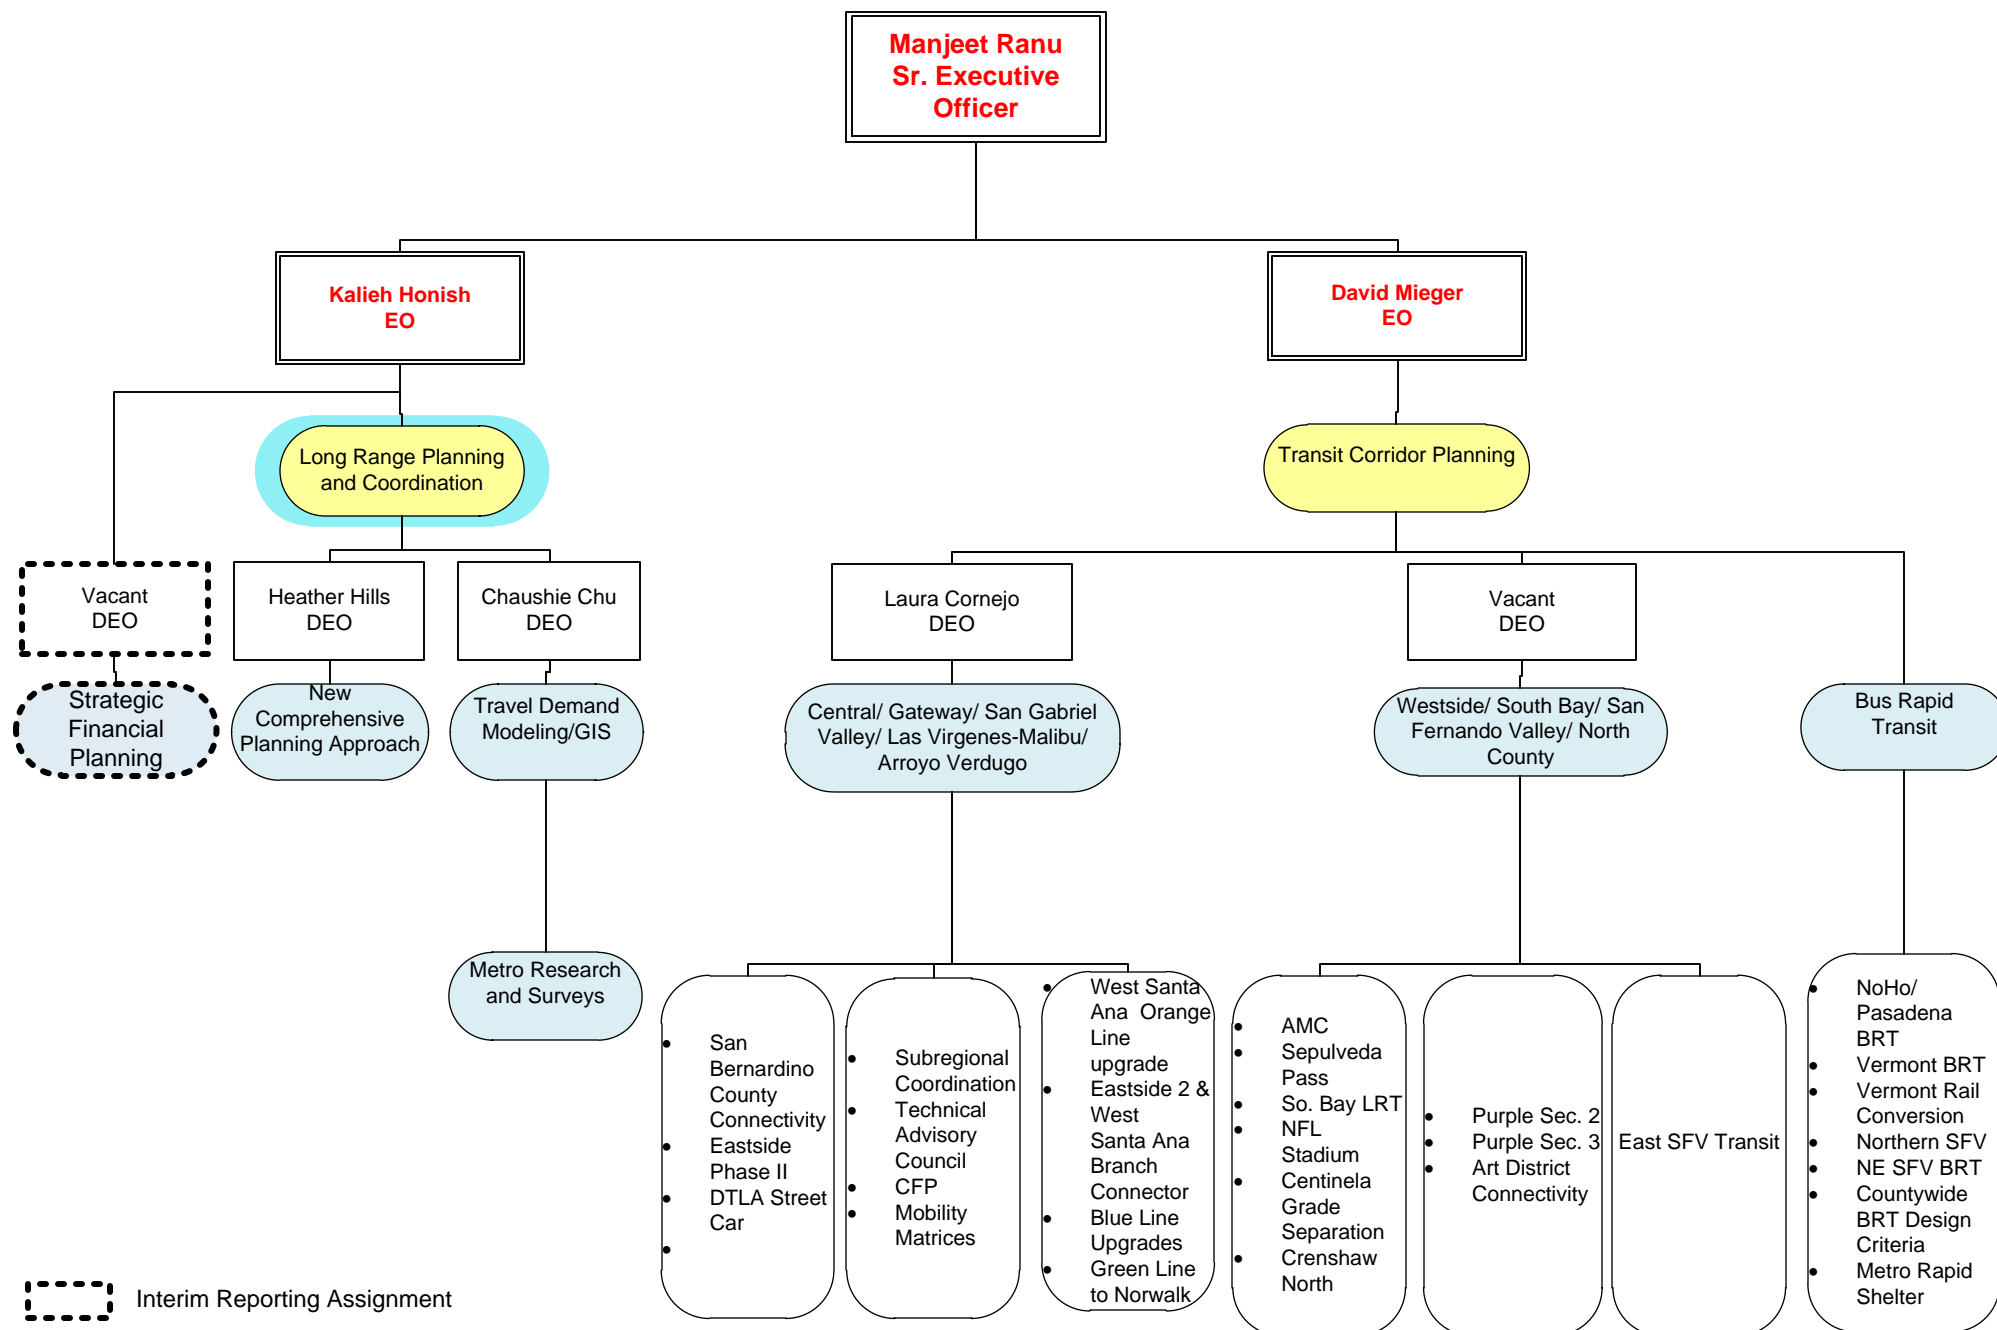 Manjeet Ranu
Sr. Executive
Officer
Kalieh Honish
EO
David Mieger
EO
Long Range Planning
and Coordination
Transit Corridor Planning
Vacant
DEO
Heather Hills
DEO
Chaushie Chu
DEO
Laura Cornejo
DEO
Vacant
DEO
Strategic
Financial
Planning
New
Comprehensive
Planning Approach
Travel Demand
Modeling/GIS
Central/ Gateway/ San Gabriel
Valley/ Las Virgenes-Malibu/
Arroyo Verdugo
Westside/ South Bay/ San
Fernando Valley/ North
County
Bus Rapid
Transit
Metro Research
and Surveys
• San
Bernardino
County
Connectivity
• Eastside
Phase II
• DTLA Street
Car
•
• Subregional
Coordination
• Technical
Advisory
Council
• CFP
• Mobility
Matrices
• West Santa
Ana  Orange
Line
upgrade
• Eastside 2 &
West
Santa Ana
Branch
Connector
• Blue Line
Upgrades
• Green Line
to Norwalk
• AMC
• Sepulveda
Pass
• So. Bay LRT
• NFL
Stadium
• Centinela
Grade
Separation
• Crenshaw
North
• Purple Sec. 2
• Purple Sec. 3
• Art District
Connectivity
East SFV Transit
• NoHo/
Pasadena
BRT
• Vermont BRT
• Vermont Rail
Conversion
• Northern SFV
• NE SFV BRT
• Countywide
BRT Design
Criteria
• Metro Rapid
Shelter
Interim Reporting Assignment